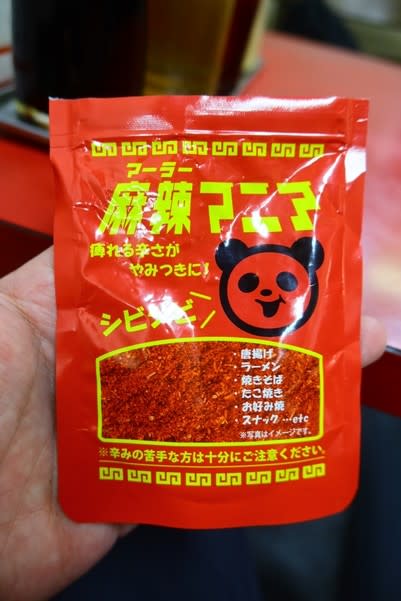 マーラー
麻辣マニア
痺れる辛さが
やみつきに！
シビカビ
・唐揚げ
・ラーメン
・焼きそば
・たこ焼き
・お好み焼
・スナック …etc
※写真はイメージです。
※辛みの苦手な方は十分にご注意ください。